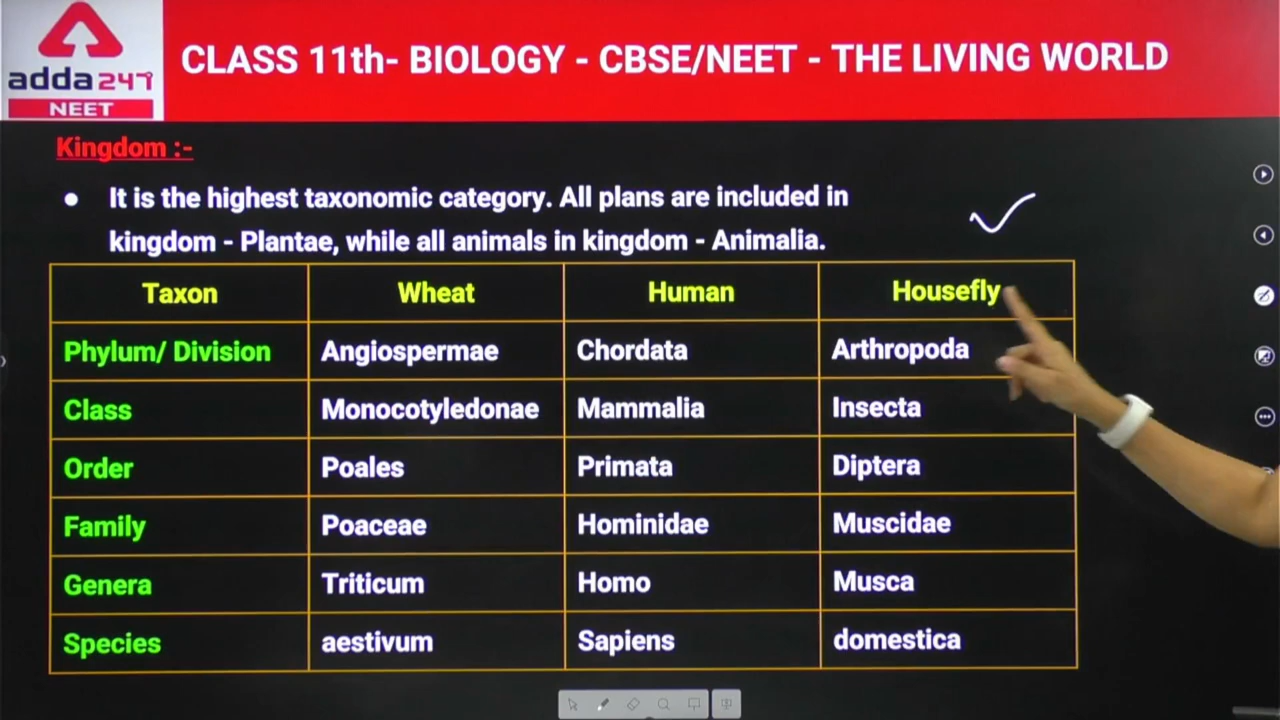 adda247
NEET
CLASS 11th- BIOLOGY - CBSE/NEET - THE LIVING WORLD
Kingdom :-
● It is the highest taxonomic category. All plans are included in
kingdom - Plantae, while all animals in kingdom - Animalia.
Taxon Wheat Human Housefly
Phylum/ Division Angiospermae Chordata Arthropoda
Class Monocotyledonae Mammalia Insecta
Order Poales Primata Diptera
Family Poaceae Hominidae Muscidae
Genera Triticum Homo Musca
Species aestivum Sapiens domestica